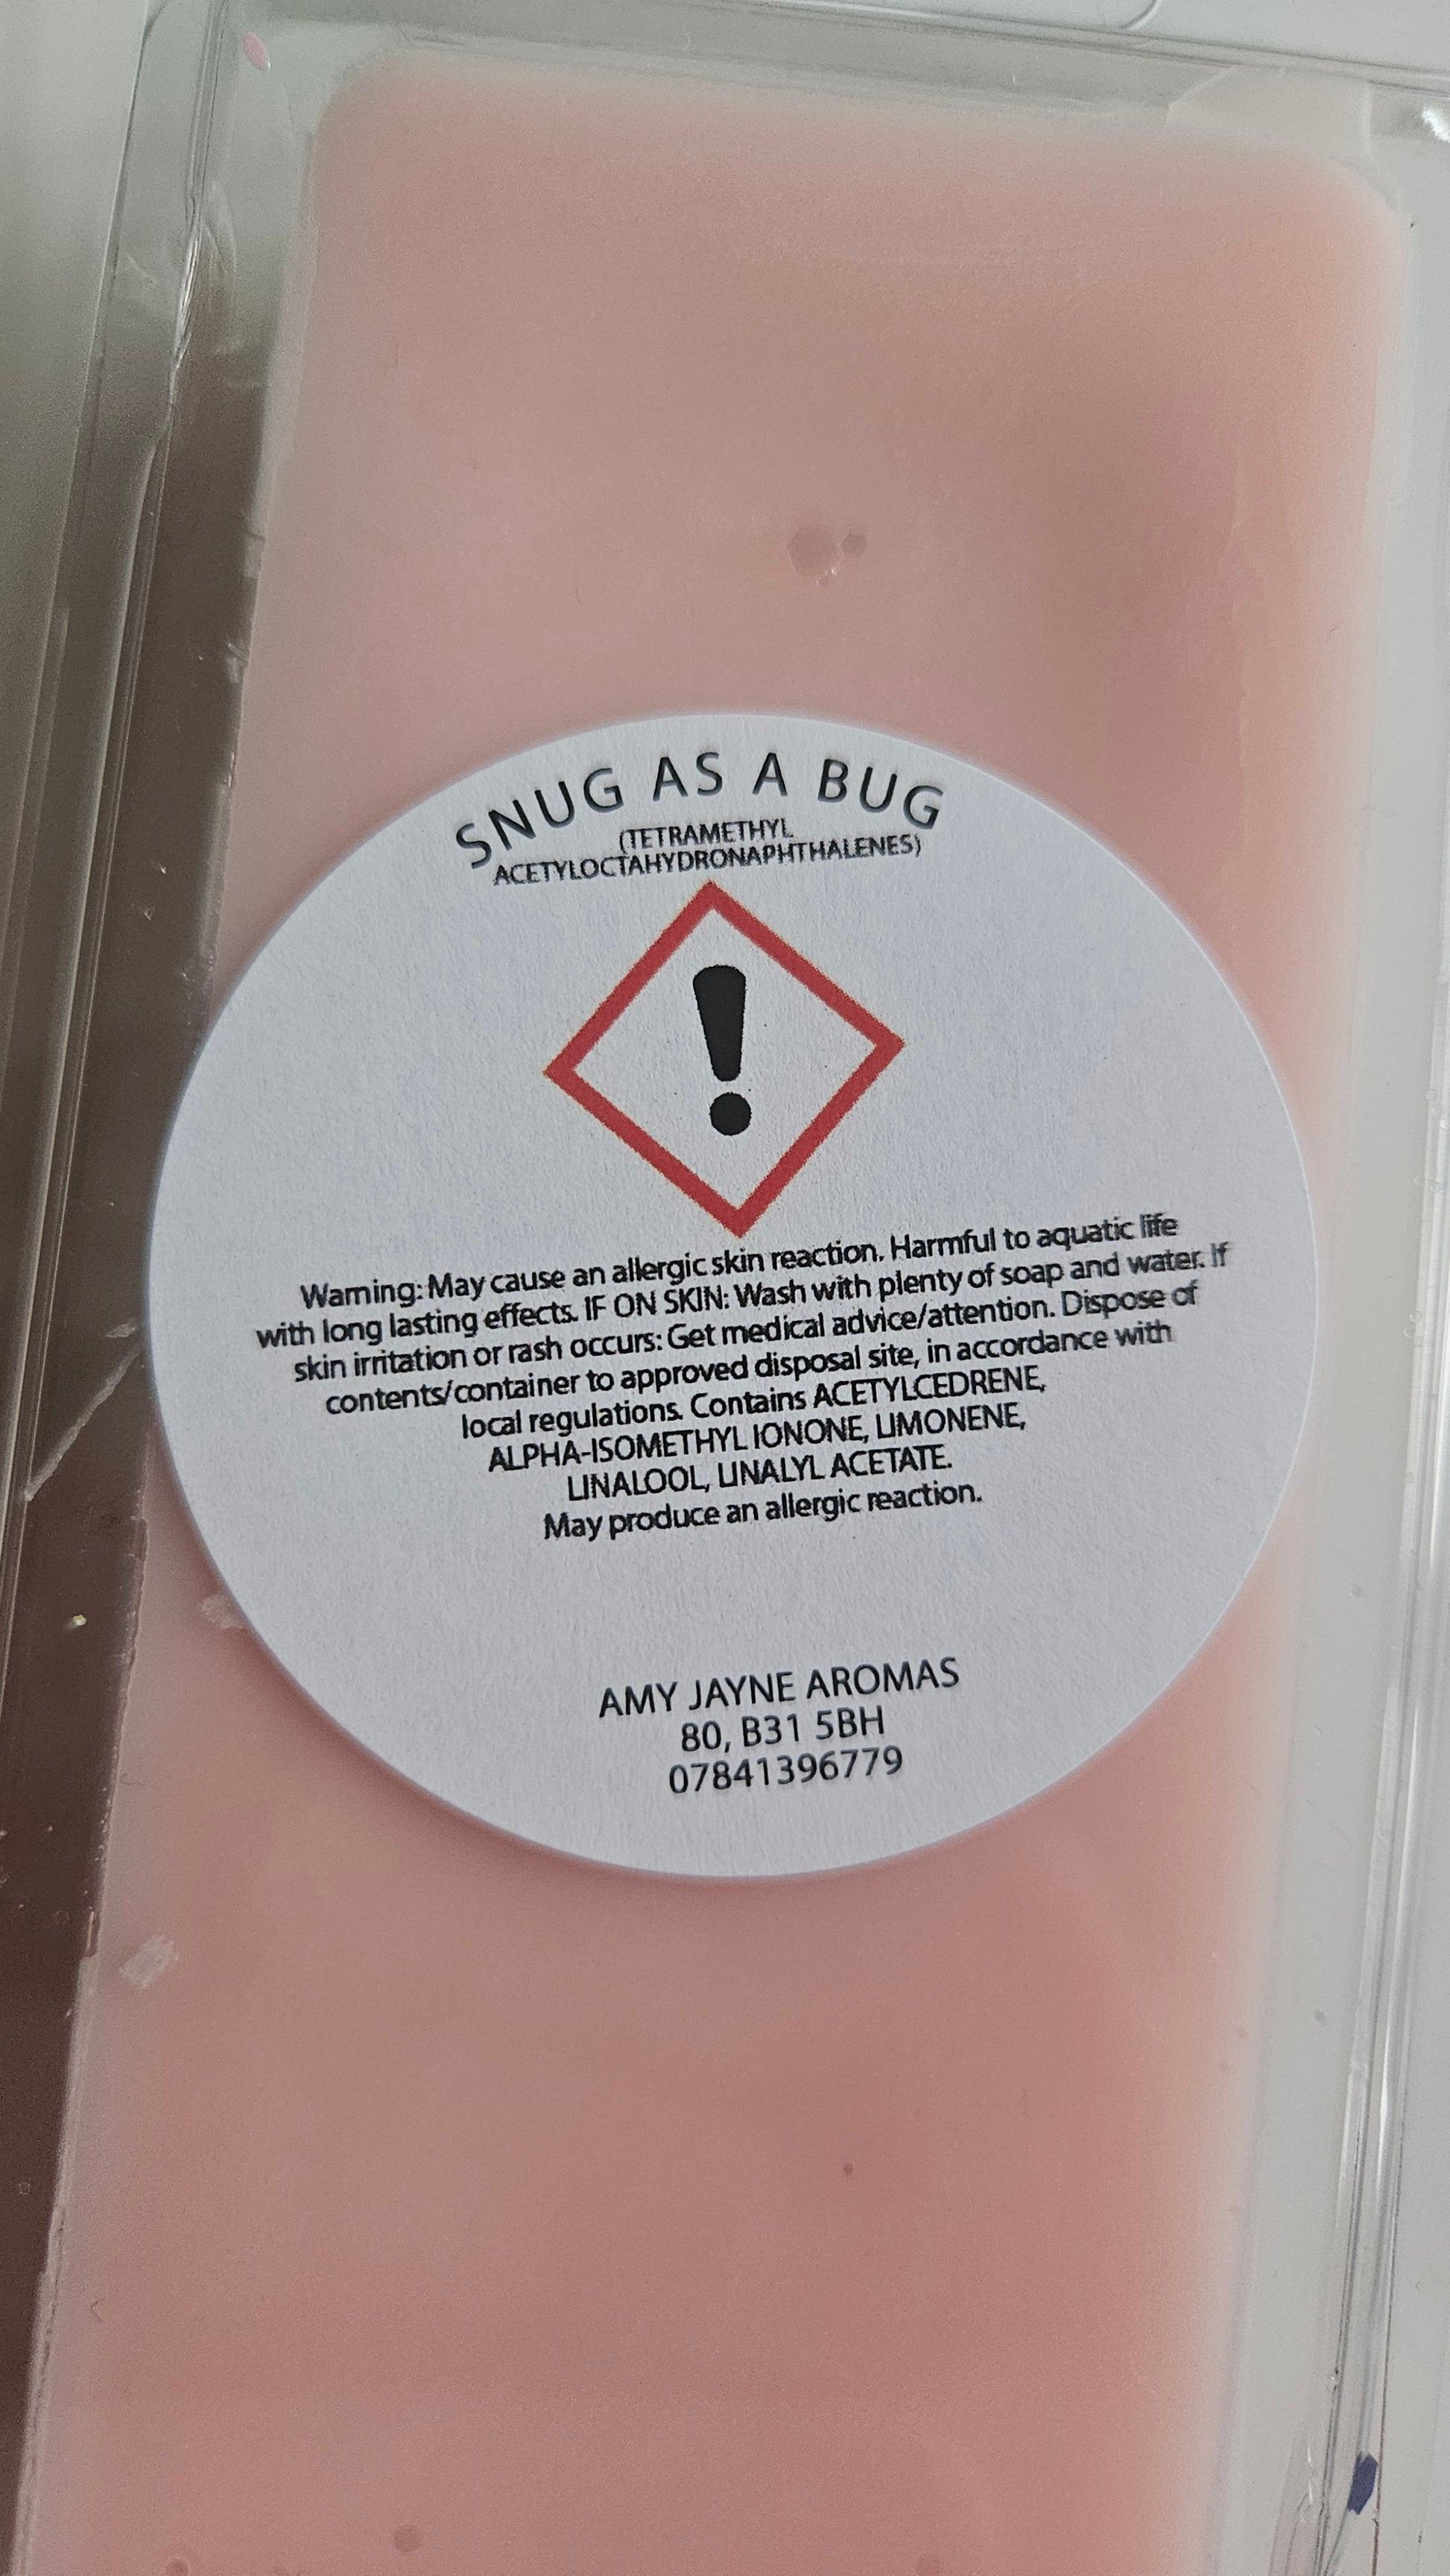 SNUG AS A BUG
(TETRAMETHYL
ACETYLOCTAHYDRONAPHTHALENES)
Warning: May cause an allergic skin reaction. Harmful to aquatic life
with long lasting effects. IF ON SKIN: Wash with plenty of soap and water. If
skin irritation or rash occurs: Get medical advice/attention. Dispose of
contents/container to approved disposal site, in accordance with
local regulations. Contains ACETYLCEDRENE,
ALPHA-ISOMETHYL IONONE, LIMONENE,
LINALOOL, LINALYL ACETATE.
May produce an allergic reaction.
AMY JAYNE AROMAS
80, B31 5BH
07841396779